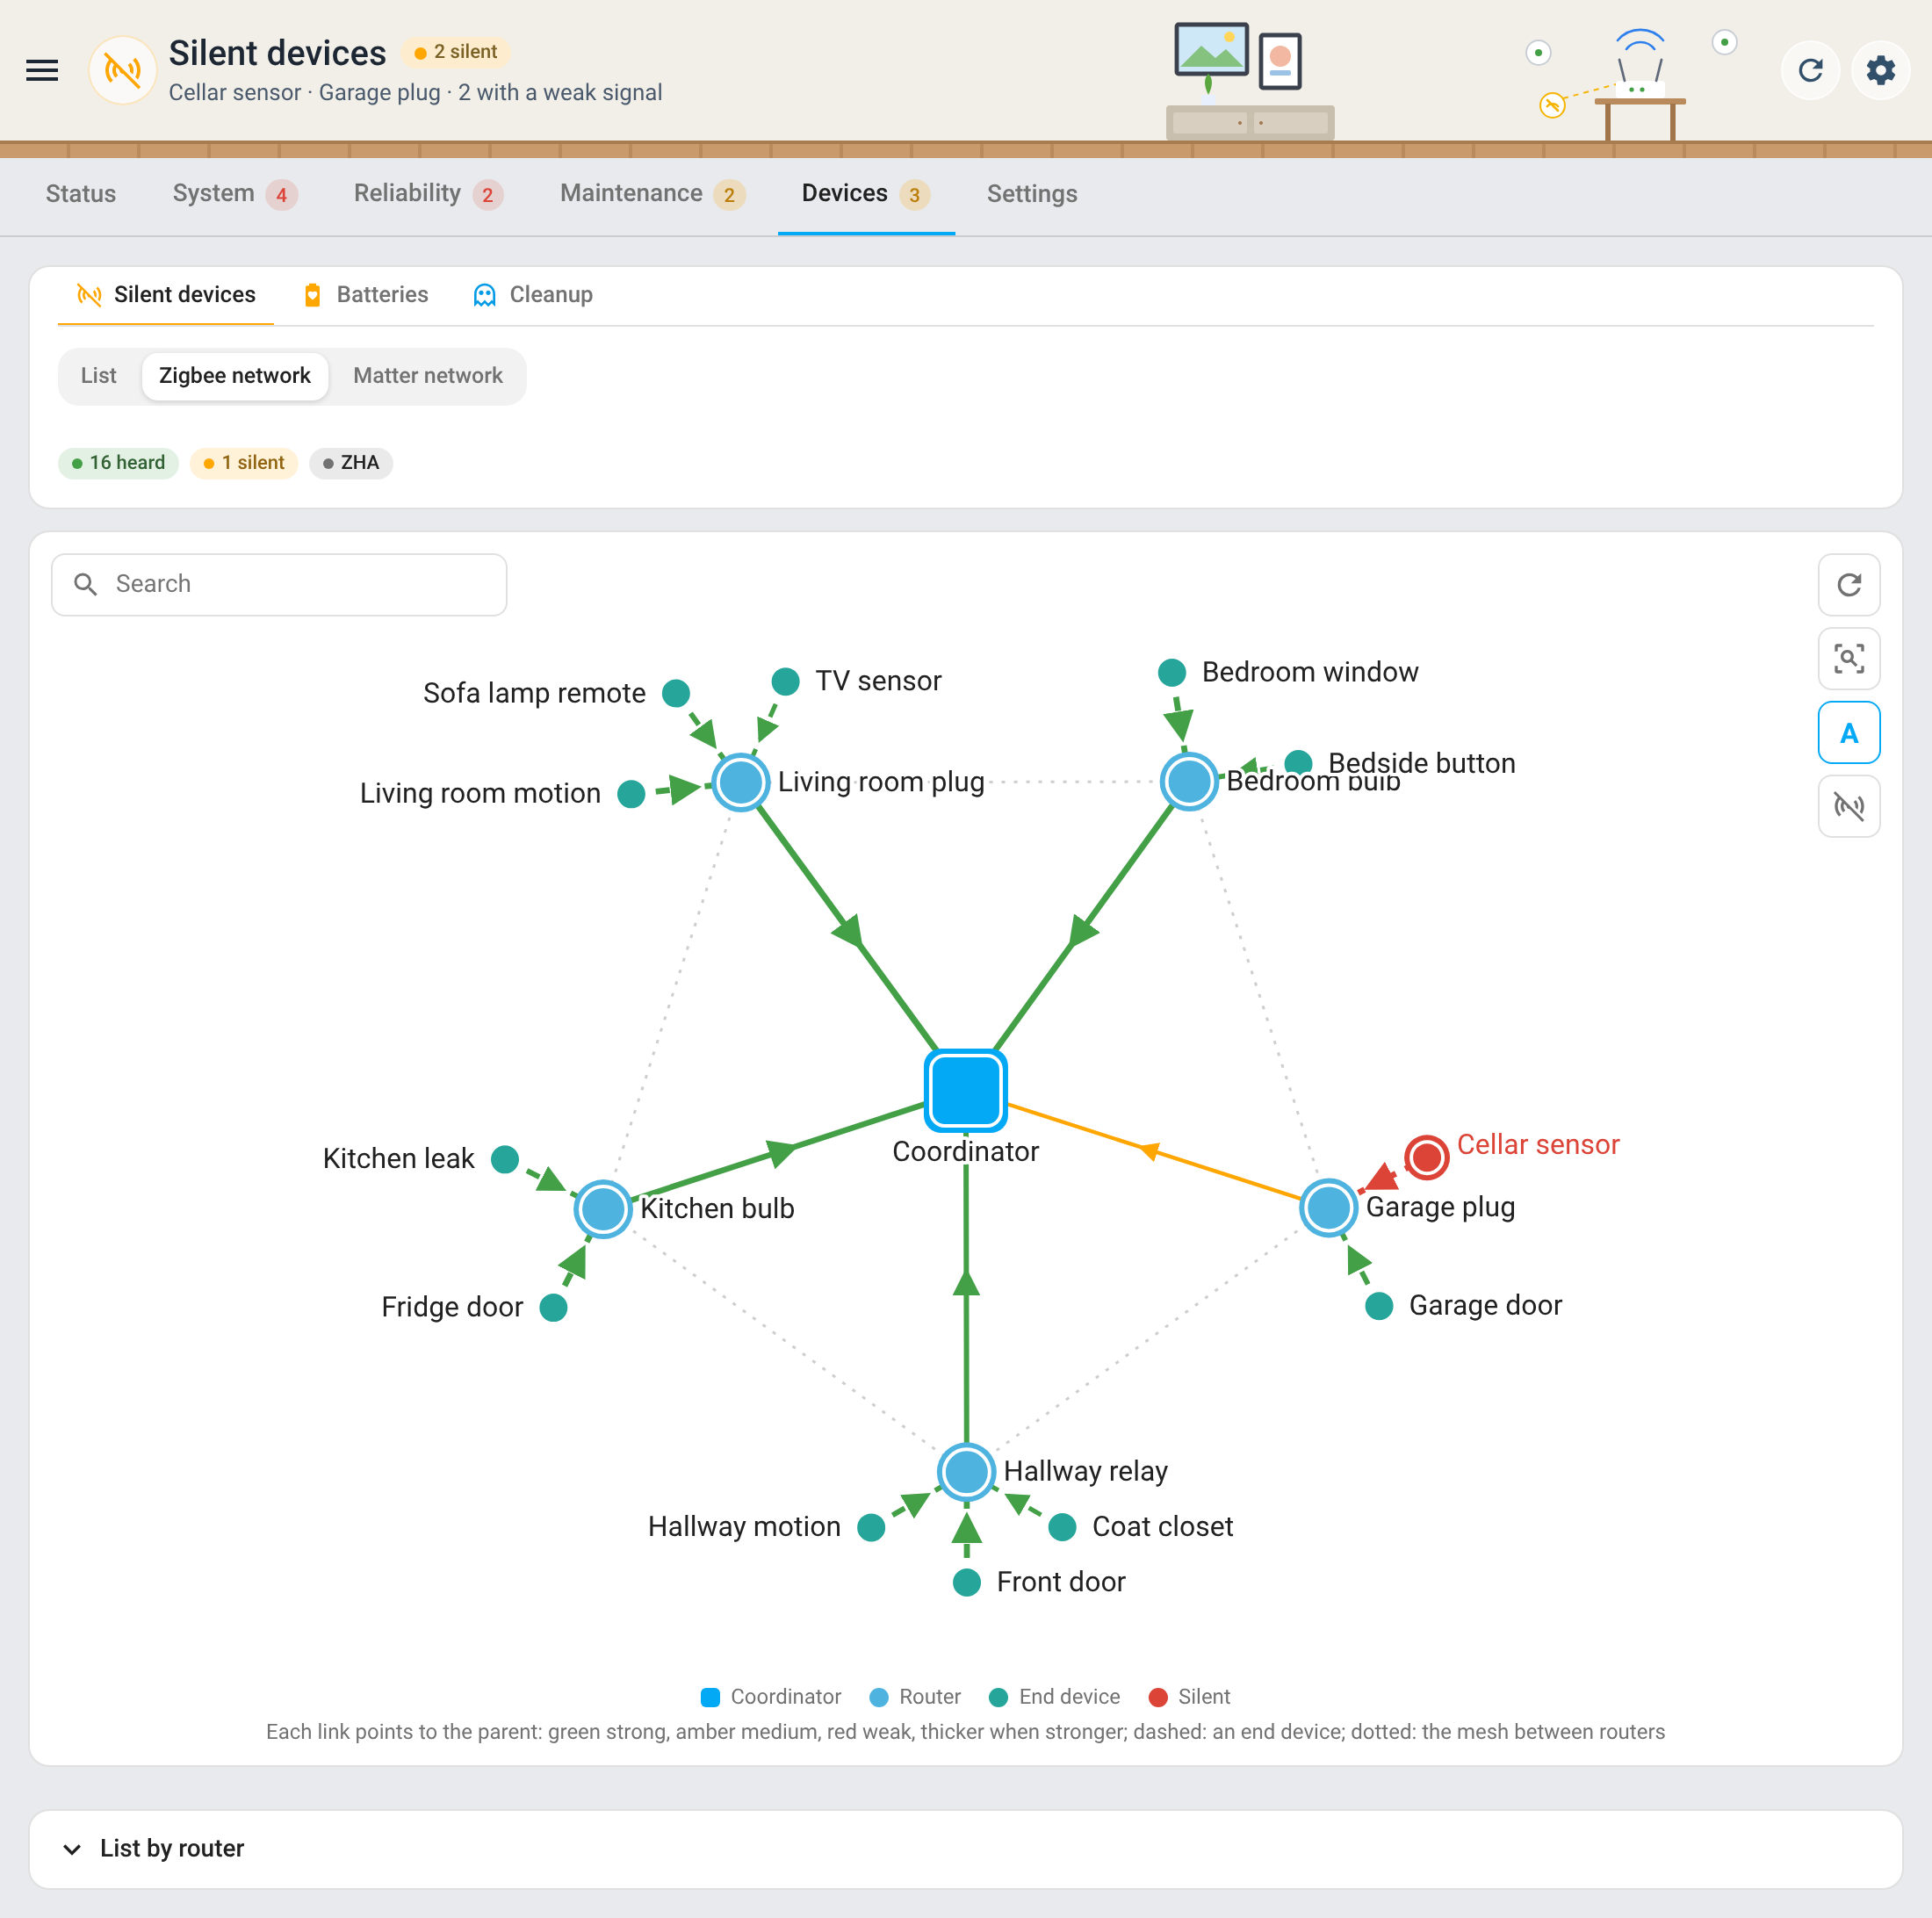 Silent devices
2 silent
Cellar sensor · Garage plug · 2 with a weak signal
Status
System 4
Reliability 2
Maintenance 2
Devices 3
Settings
Silent devices
Batteries
Cleanup
List
Zigbee network
Matter network
16 heard
1 silent
ZHA
Search
A
Bedroom window
TV sensor
Sofa lamp remote
Bedside button
Living room plug
Bedroom bulb
Living room motion
Cellar sensor
Coordinator
Kitchen leak
Garage plug
Kitchen bulb
Garage door
Fridge door
Hallway relay
Hallway motion
Coat closet
Front door
Coordinator
Router
End device
Silent
Each link points to the parent: green strong, amber medium, red weak, thicker when stronger; dashed: an end device; dotted: the mesh between routers
List by router